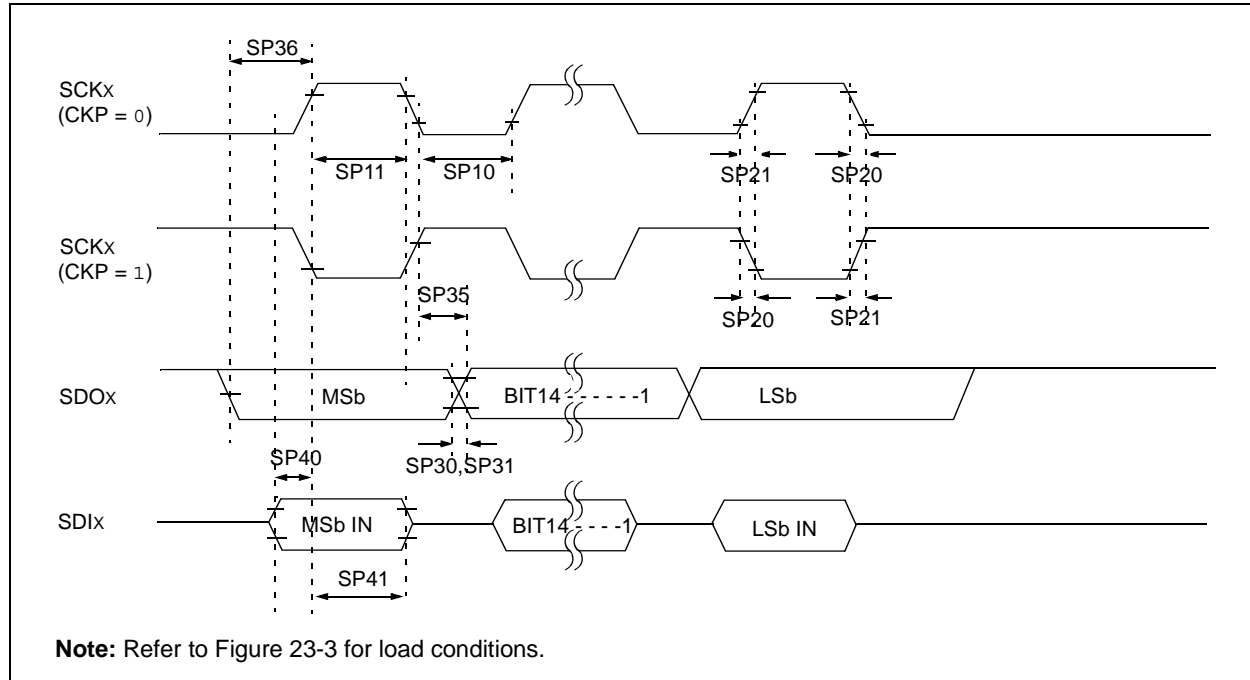 SP36
SCKX
(CKP = 0)
SP11
SP10
SP21
SP20
SCKX
(CKP = 1)
SP35
SP20
SP21
SDOX
MSb
BIT14 - - - - - -1
LSb
SP40
SP30,SP31
SDIX
MSb IN
BIT14 - - - - -1
LSb IN
SP41
Note: Refer to Figure 23-3 for load conditions.